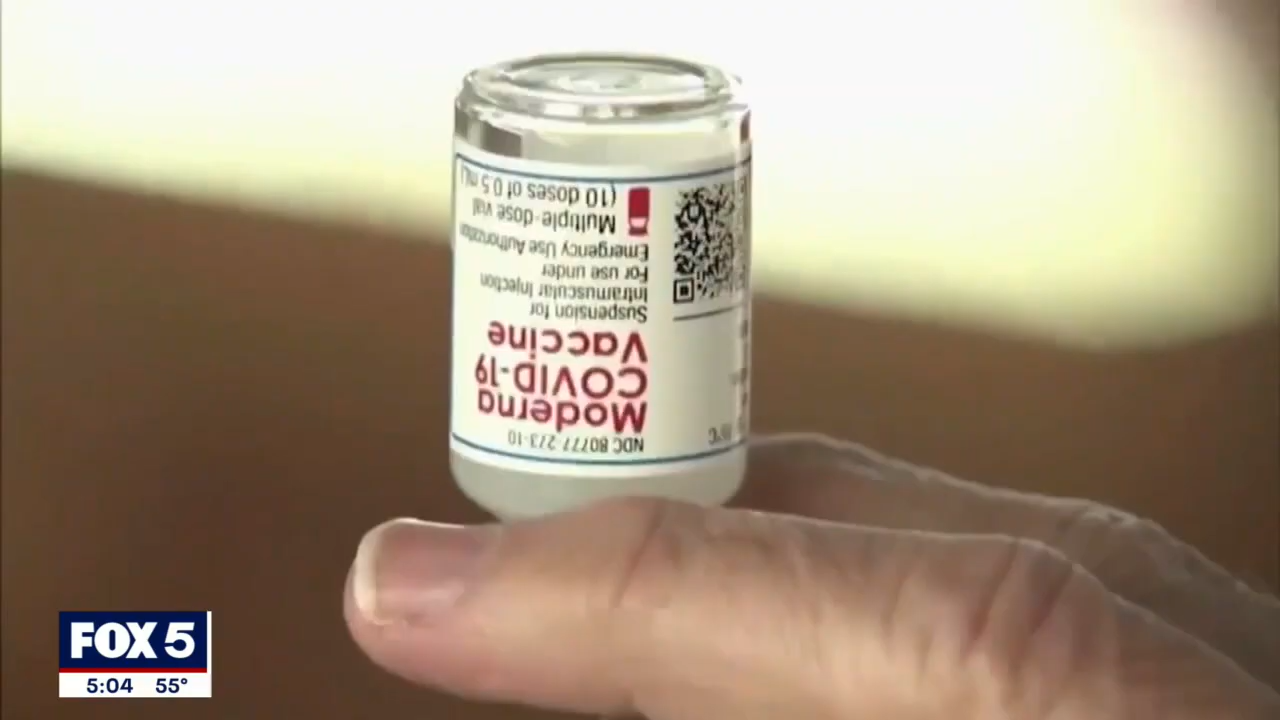 NDC 80777-273-10
Moderna
COVID-19
Vaccine
Suspension for
Intramuscular Injection
For use under
Emergency Use Authorization
Multiple-dose vial
(10 doses of 0.5 mL)
FOX 5
5:04 55°